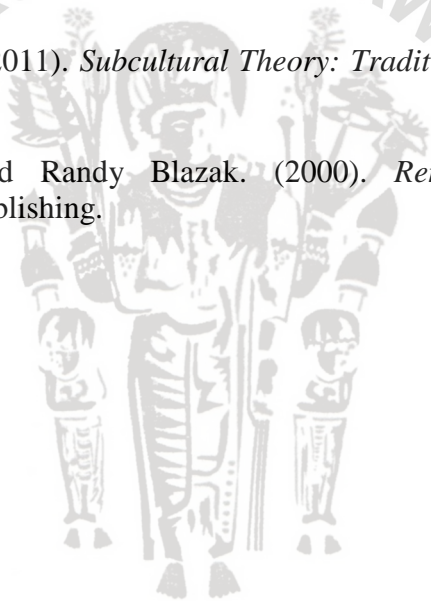 2011). Subcultural Theory: Tradit
d Randy Blazak. (2000). Re
blishing.